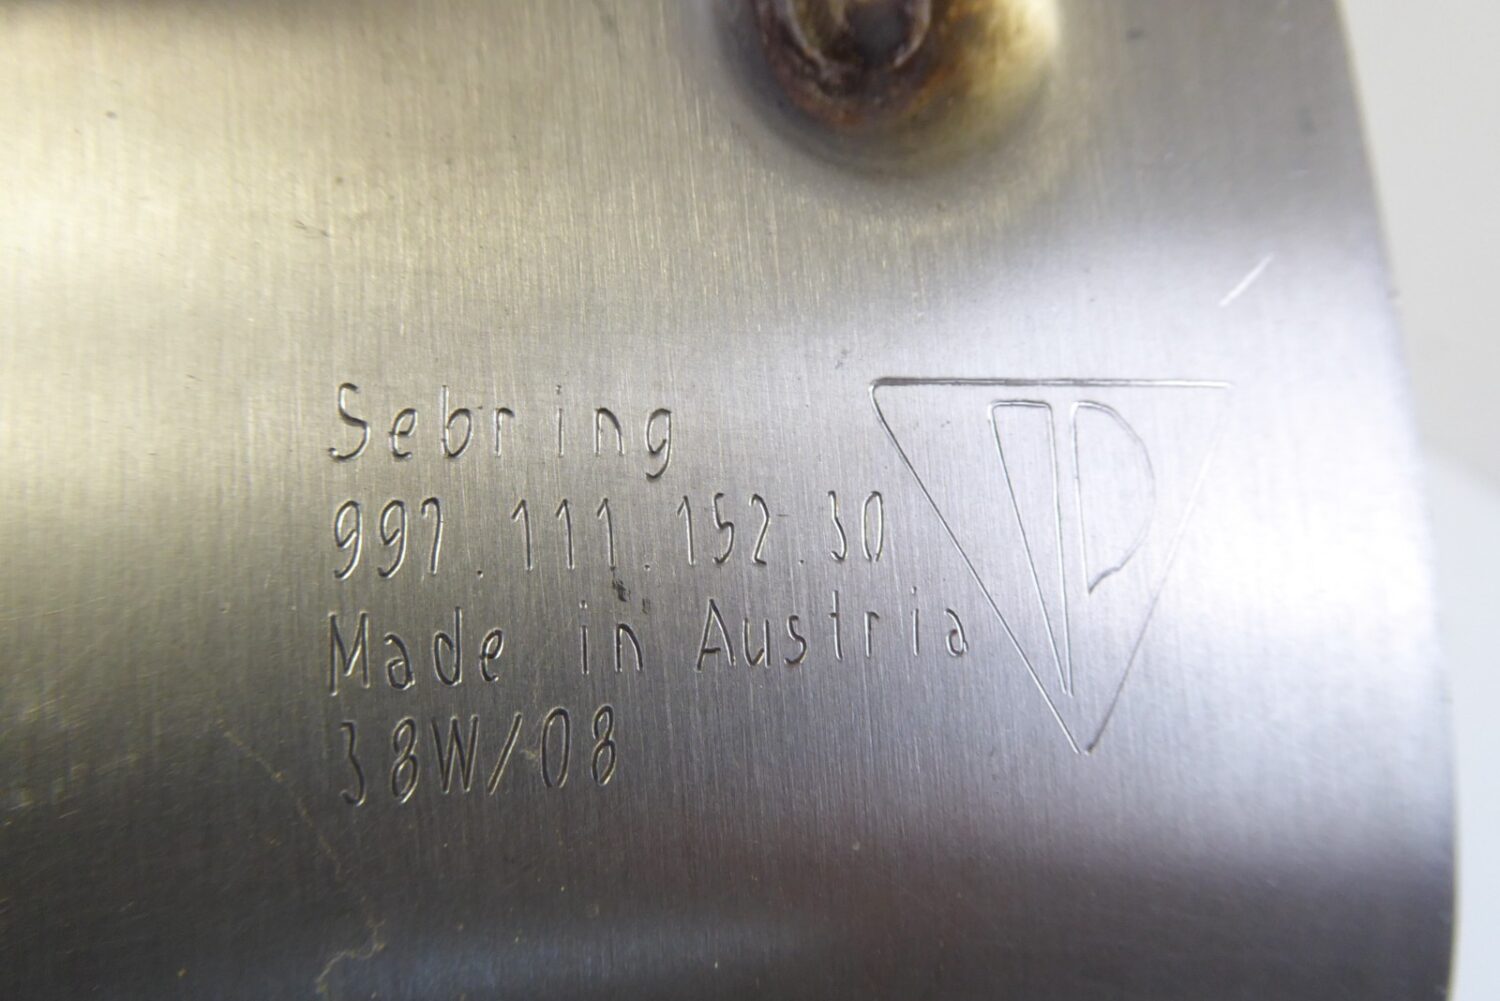 Sebring
997.111.152.30
Made in Austria
38W/08